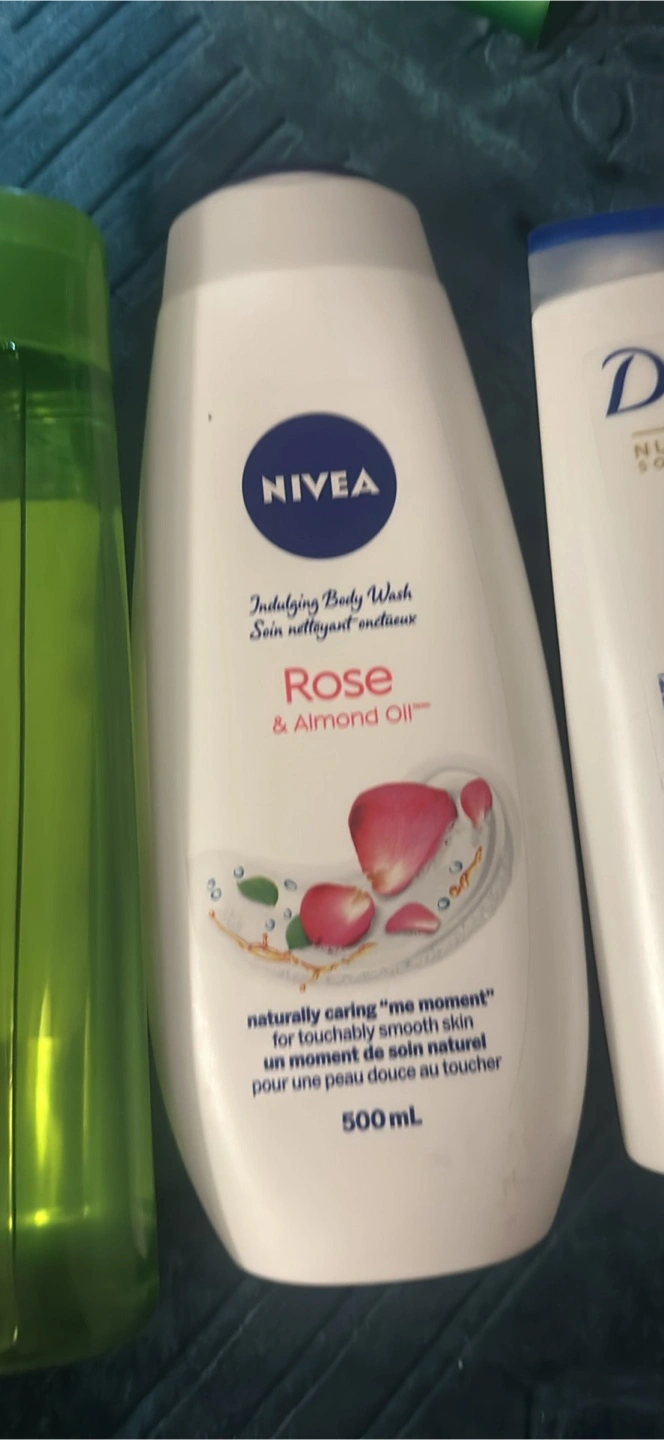 NIVEA
Indulging Body Wash
Soin nettoyant onctueux
Rose
& Almond Oil
naturally caring "me moment"
for touchably smooth skin
un moment de soin naturel
pour une peau douce au toucher
500 mL